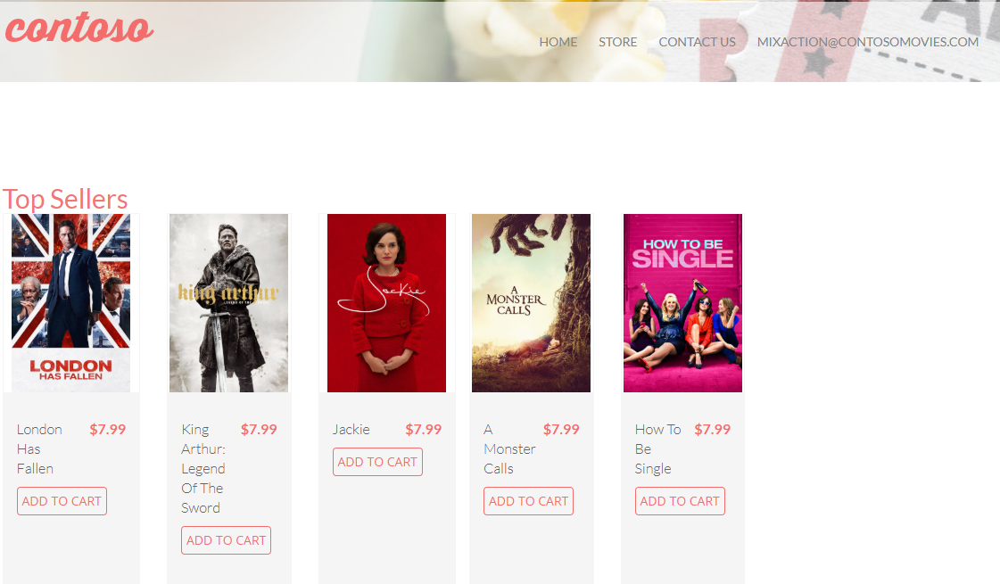 contoso
HOME STORE CONTACT US MIXACTION@CONTOSOMOVIES.COM
Top Sellers
LONDON
HAS FALLEN
king arthur
Jackie
A
MONSTER
CALLS
HOW TO BE
SINGLE
London
Has
Fallen
$7.99
ADD TO CART
King
Arthur:
Legend
Of The
Sword
$7.99
ADD TO CART
Jackie
$7.99
ADD TO CART
A
Monster
Calls
$7.99
ADD TO CART
How To
Be
Single
$7.99
ADD TO CART